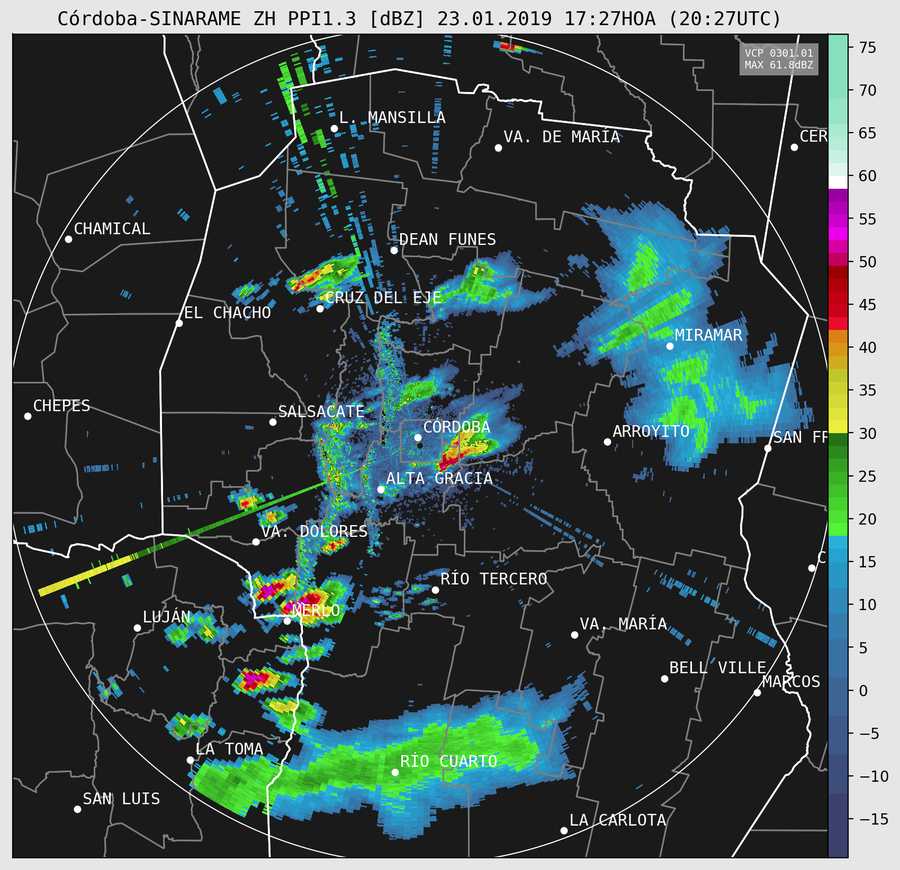 Córdoba-SINARAME ZH PPI1.3 [dBZ] 23.01.2019 17:27HOA (20:27UTC)
VCP 0301.01
MAX 61.8dBZ
75
70
65
60
55
50
45
40
35
30
25
20
15
10
5
0
−5
−10
−15
L. MANSILLA
VA. DE MARÍA
CER
CHAMICAL
DEAN FUNES
CRUZ DEL EJE
EL CHACHO
MIRAMAR
CHEPES
SALSACATE
CÓRDOBA
ARROYITO
SAN FR
ALTA GRACIA
VA. DOLORES
C
RÍO TERCERO
LUJÁN
MERLO
VA. MARÍA
BELL VILLE
MARCOS
LA TOMA
RÍO CUARTO
SAN LUIS
LA CARLOTA